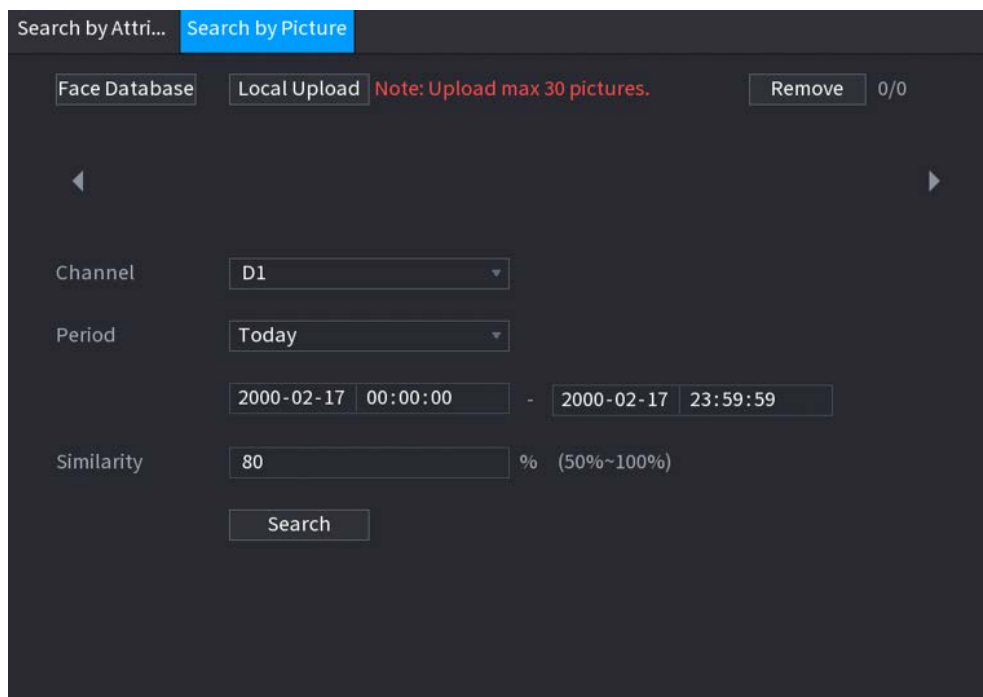 Search by Attri... Search by Picture
Face Database Local Upload Note: Upload max 30 pictures. Remove 0/0
Channel D1
Period Today
2000-02-17 00:00:00 - 2000-02-17 23:59:59
Similarity 80 % (50%~100%)
Search